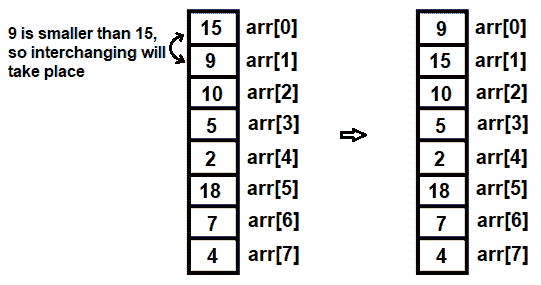 9 is smaller than 15,
so interchanging will
take place
15 arr[0]
9 arr[1]
10 arr[2]
5 arr[3]
2 arr[4]
18 arr[5]
7 arr[6]
4 arr[7]
9 arr[0]
15 arr[1]
10 arr[2]
5 arr[3]
2 arr[4]
18 arr[5]
7 arr[6]
4 arr[7]